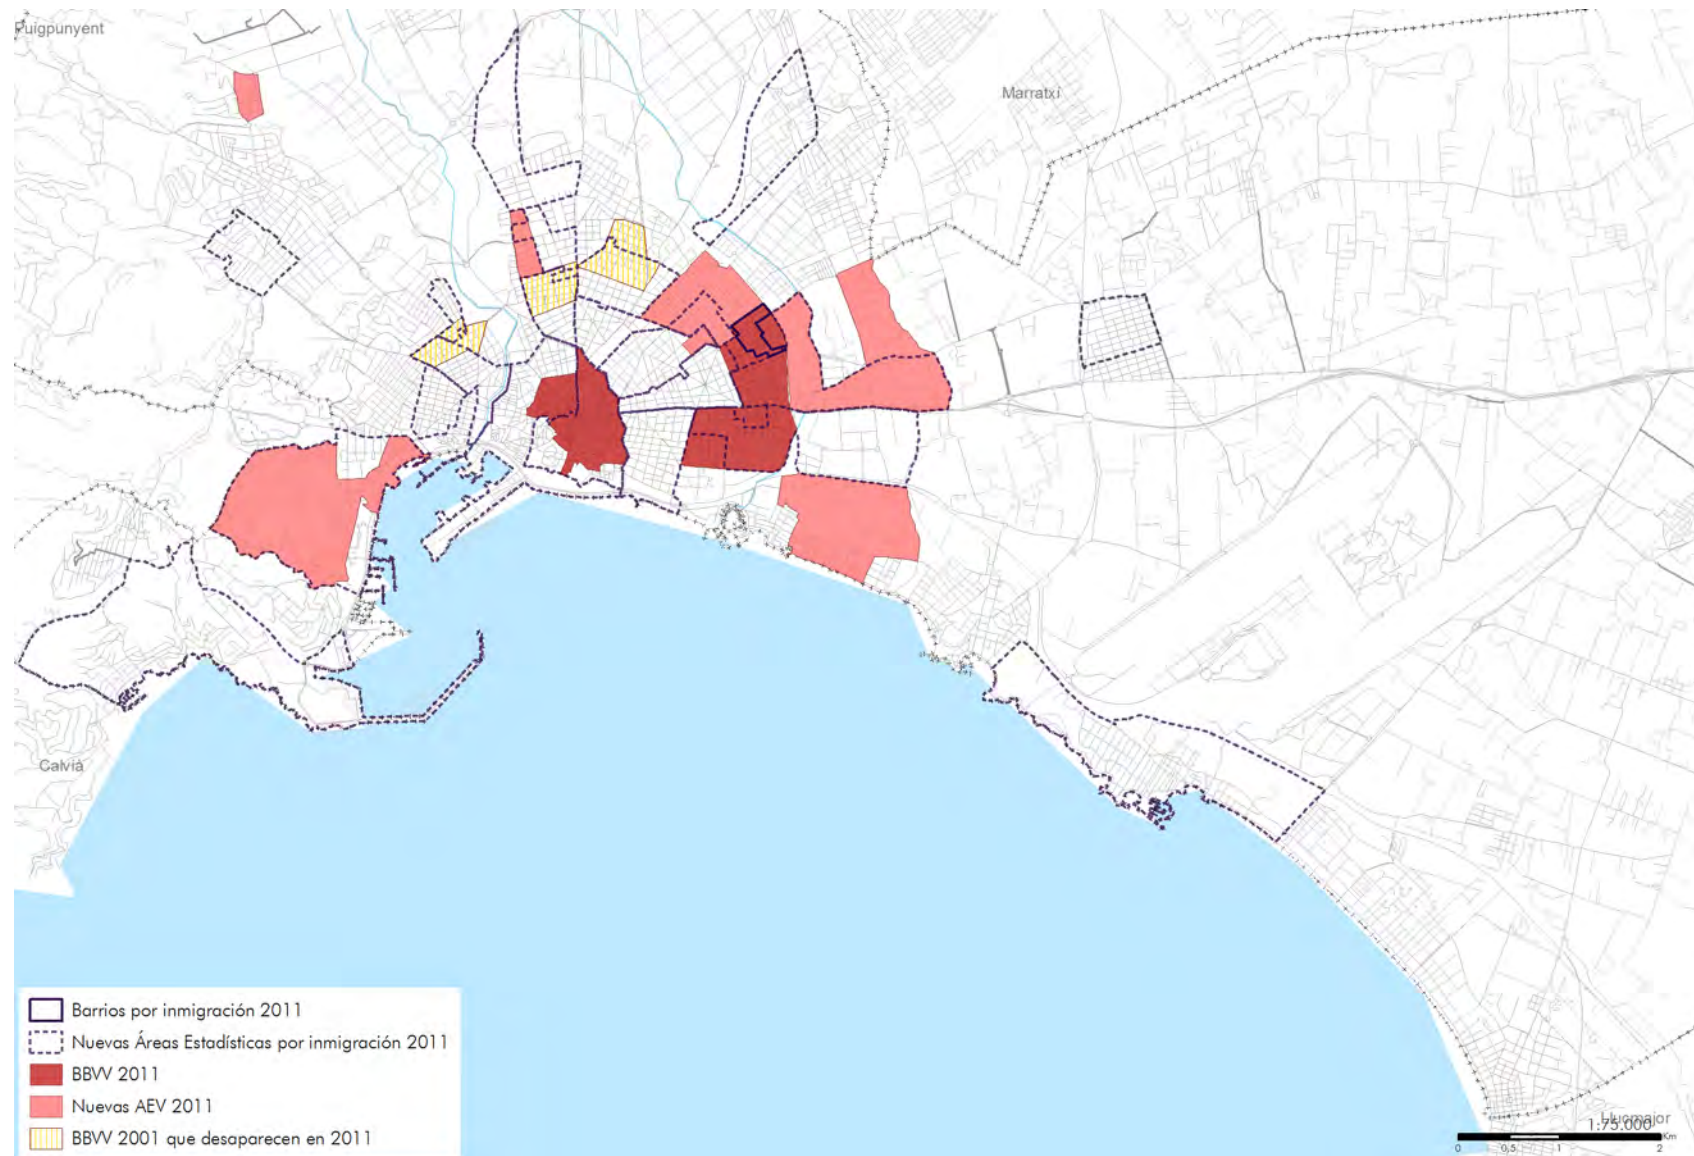 Puigpunyent
Marratxí
Calvià
Barrios por inmigración 2011
Nuevas Áreas Estadísticas por inmigración 2011
BBVV 2011
Nuevas AEV 2011
BBVV 2001 que desaparecen en 2011
Llucmajor
1:75.000
Km
0 0,5 1 2